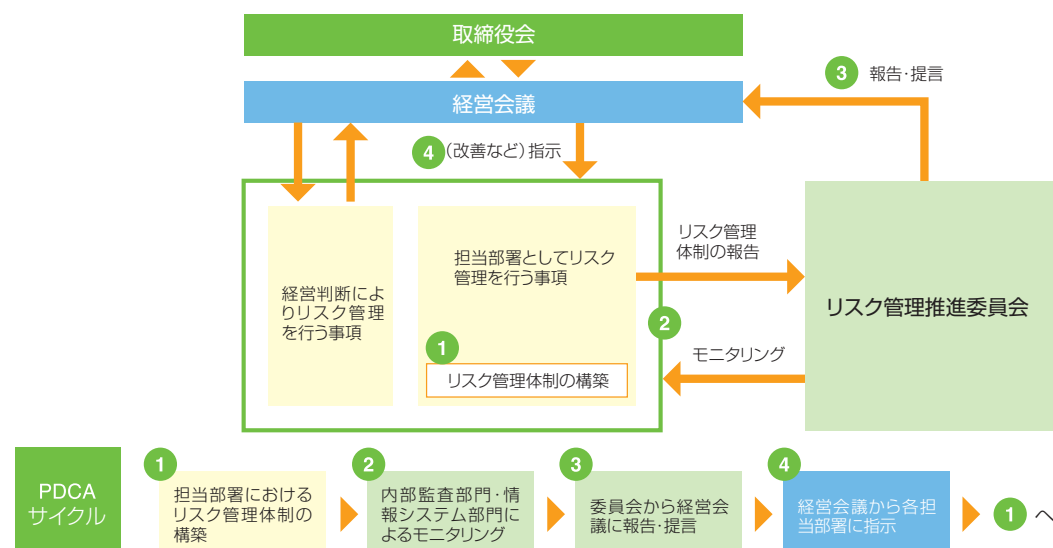 取締役会
3 報告・提言
経営会議
4 (改善など)指示
経営判断によ
りリスク管理
を行う事項
担当部署としてリスク
管理を行う事項
1
リスク管理体制の構築
リスク管理
体制の報告
2
モニタリング
リスク管理推進委員会
PDCA
サイクル
1
担当部署における
リスク管理体制の
構築
2
内部監査部門・情
報システム部門に
よるモニタリング
3
委員会から経営会
議に報告・提言
4
経営会議から各担
当部署に指示
1 へ